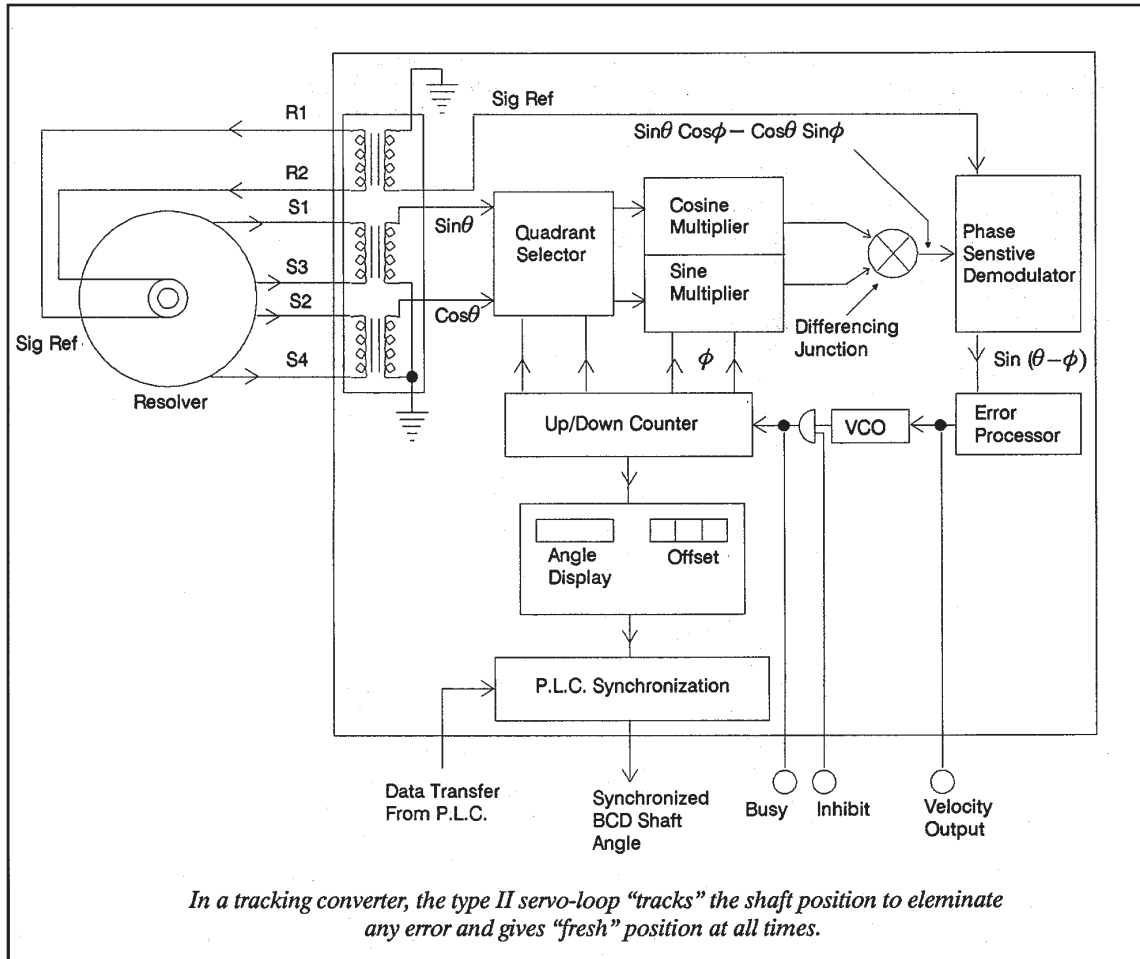 R1
Sig Ref
Sinθ Cosϕ – Cosθ Sinϕ
R2
S1
Sinθ
Quadrant
Selector
Cosine
Multiplier
Sine
Multiplier
Phase
Senstive
Demodulator
S3
S2
Cosθ
Differencing
Junction
Sig Ref
S4
Resolver
ϕ
Sin (θ–ϕ)
Up/Down Counter
VCO
Error
Processor
Angle
Display
Offset
P.L.C. Synchronization
Data Transfer
From P.L.C.
Synchronized
BCD Shaft
Angle
Busy
Inhibit
Velocity
Output
In a tracking converter, the type II servo-loop “tracks” the shaft position to eleminate
any error and gives “fresh” position at all times.